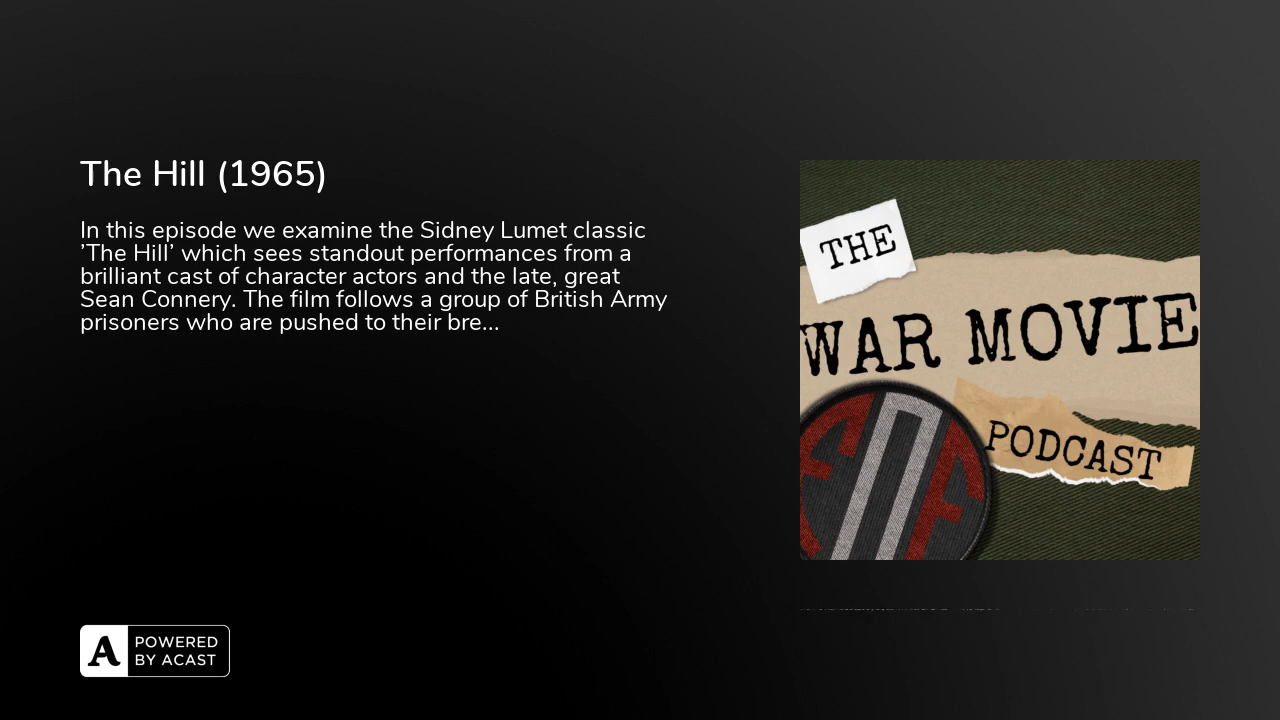 The Hill (1965)
In this episode we examine the Sidney Lumet classic
’The Hill’ which sees standout performances from a
brilliant cast of character actors and the late, great
Sean Connery. The film follows a group of British Army
prisoners who are pushed to their bre...
THE
WAR MOVIE
PODCAST
A POWERED
BY ACAST